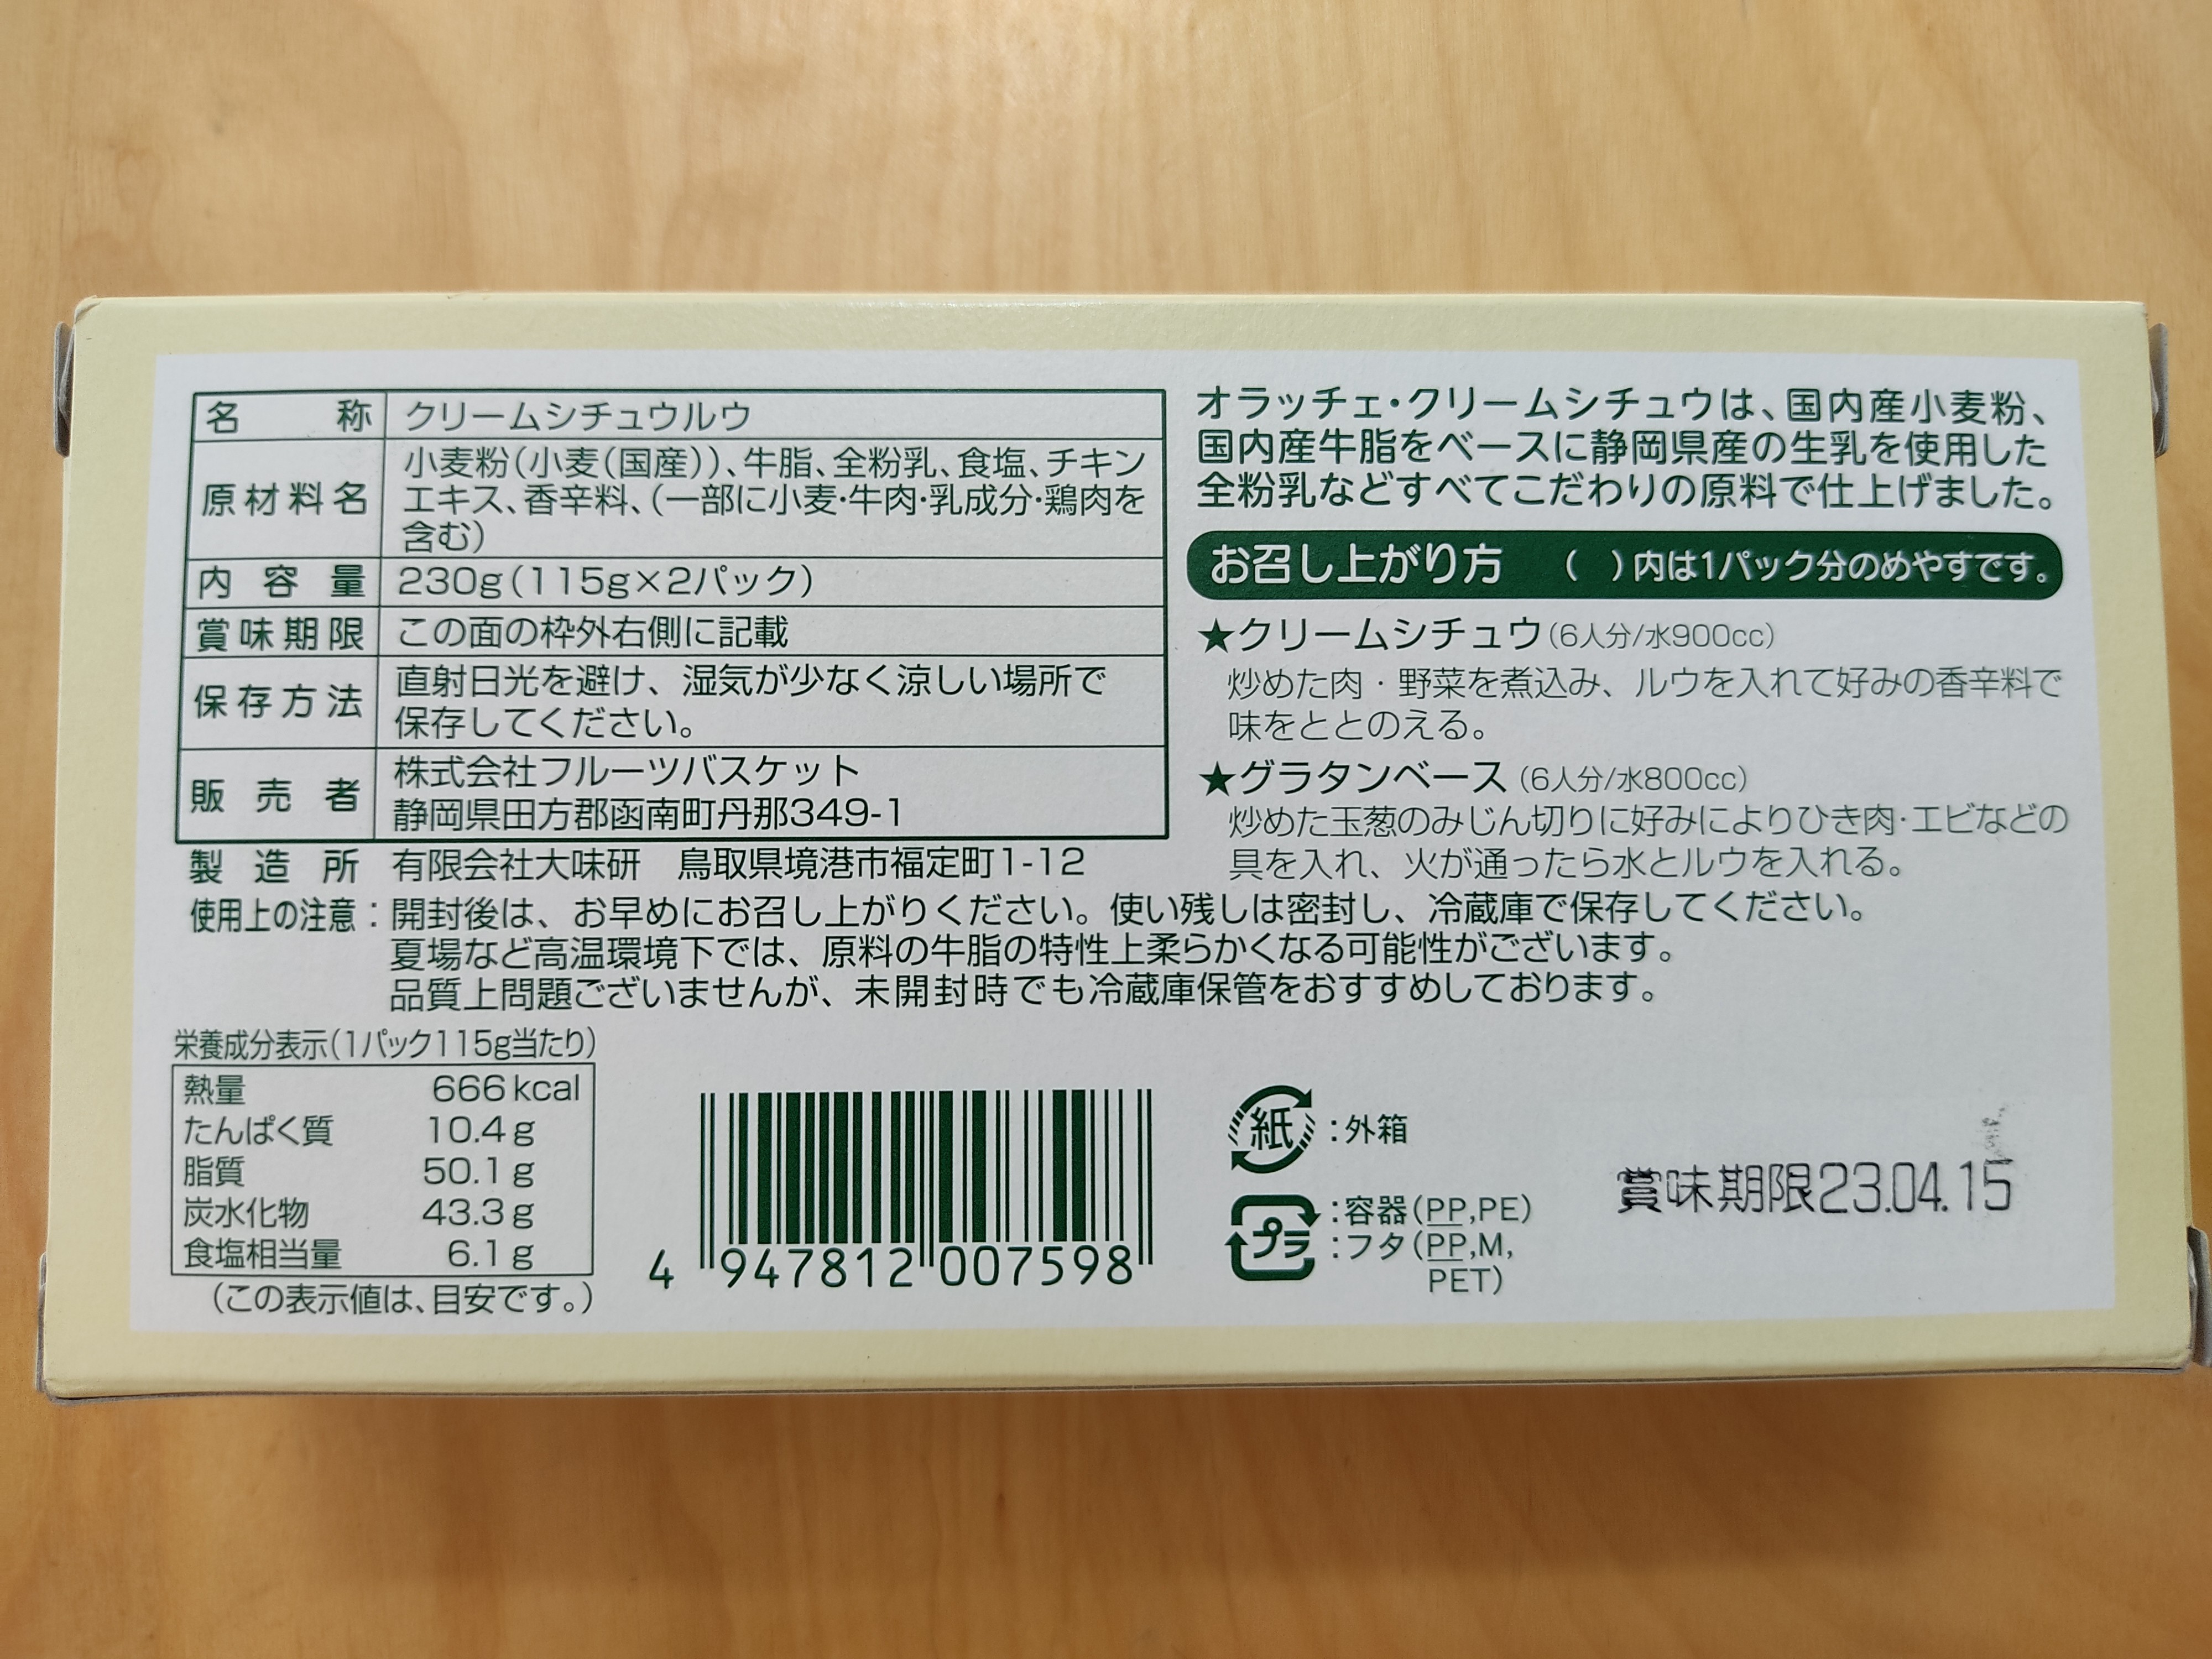 名称 クリームシチュウルウ
原材料名 小麦粉(小麦(国産))、牛脂、全粉乳、食塩、チキン
エキス、香辛料、(一部に小麦・牛肉・乳成分・鶏肉を
含む)
内容量 230g(115g×2パック)
賞味期限 この面の枠外右側に記載
保存方法 直射日光を避け、湿気が少なく涼しい場所で
保存してください。
販売者 株式会社フルーツバスケット
静岡県田方郡函南町丹那349-1
製造所 有限会社大味研 鳥取県境港市福定町1-12
オラッチェ・クリームシチュウは、国内産小麦粉、
国内産牛脂をベースに静岡県産の生乳を使用した
全粉乳などすべてこだわりの原料で仕上げました。
お召し上がり方 ( )内は1パック分のめやすです。
★クリームシチュウ(6人分/水900cc)
炒めた肉・野菜を煮込み、ルウを入れて好みの香辛料で
味をととのえる。
★グラタンベース(6人分/水800cc)
炒めた玉葱のみじん切りに好みによりひき肉・エビなどの
具を入れ、火が通ったら水とルウを入れる。
使用上の注意:開封後は、お早めにお召し上がりください。使い残しは密封し、冷蔵庫で保存してください。
夏場など高温環境下では、原料の牛脂の特性上柔らかくなる可能性がございます。
品質上問題ございませんが、未開封時でも冷蔵庫保管をおすすめしております。
栄養成分表示(1パック115g当たり)
熱量 666kcal
たんぱく質 10.4g
脂質 50.1g
炭水化物 43.3g
食塩相当量 6.1g
(この表示値は、目安です。)
4 947812 007598
紙:外箱
プラ:容器(PP,PE)
:フタ(PP,M,
PET)
賞味期限23.04.15